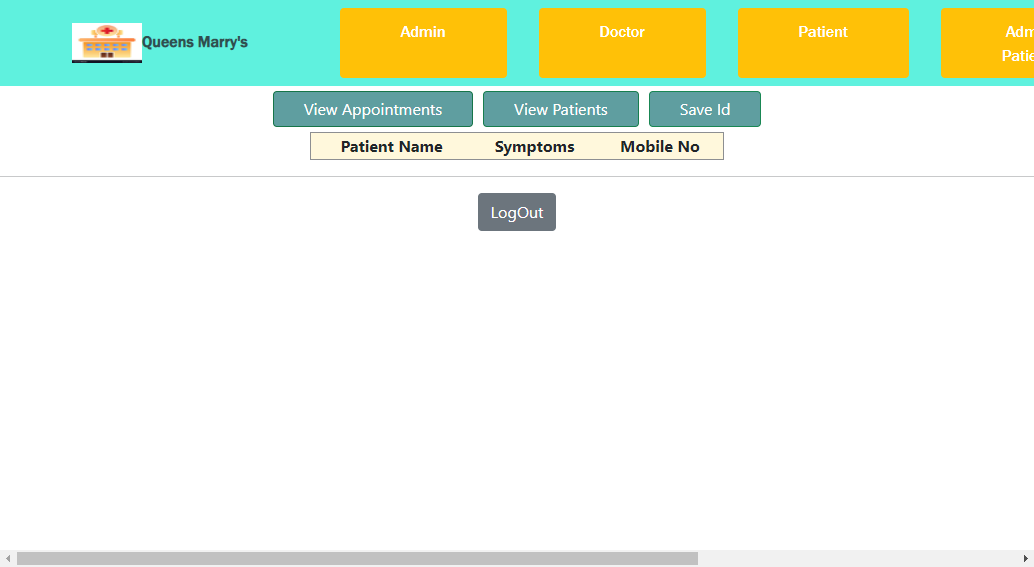 Queens Marry's
Admin
Doctor
Patient
View Appointments
View Patients
Save Id
Patient Name
Symptoms
Mobile No
LogOut